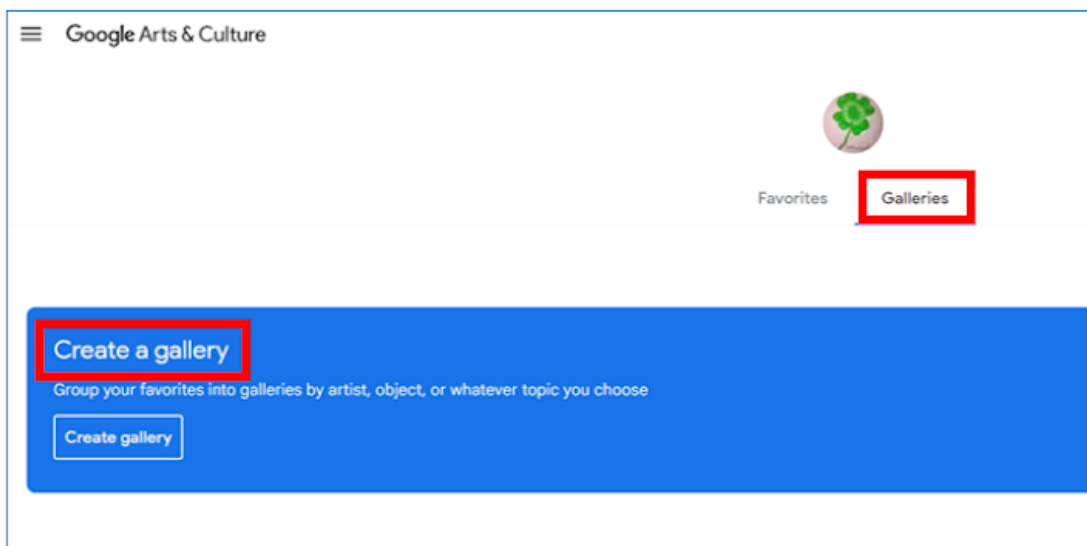 Google Arts & Culture
Favorites Galleries
Create a gallery
Group your favorites into galleries by artist, object, or whatever topic you choose
Create gallery